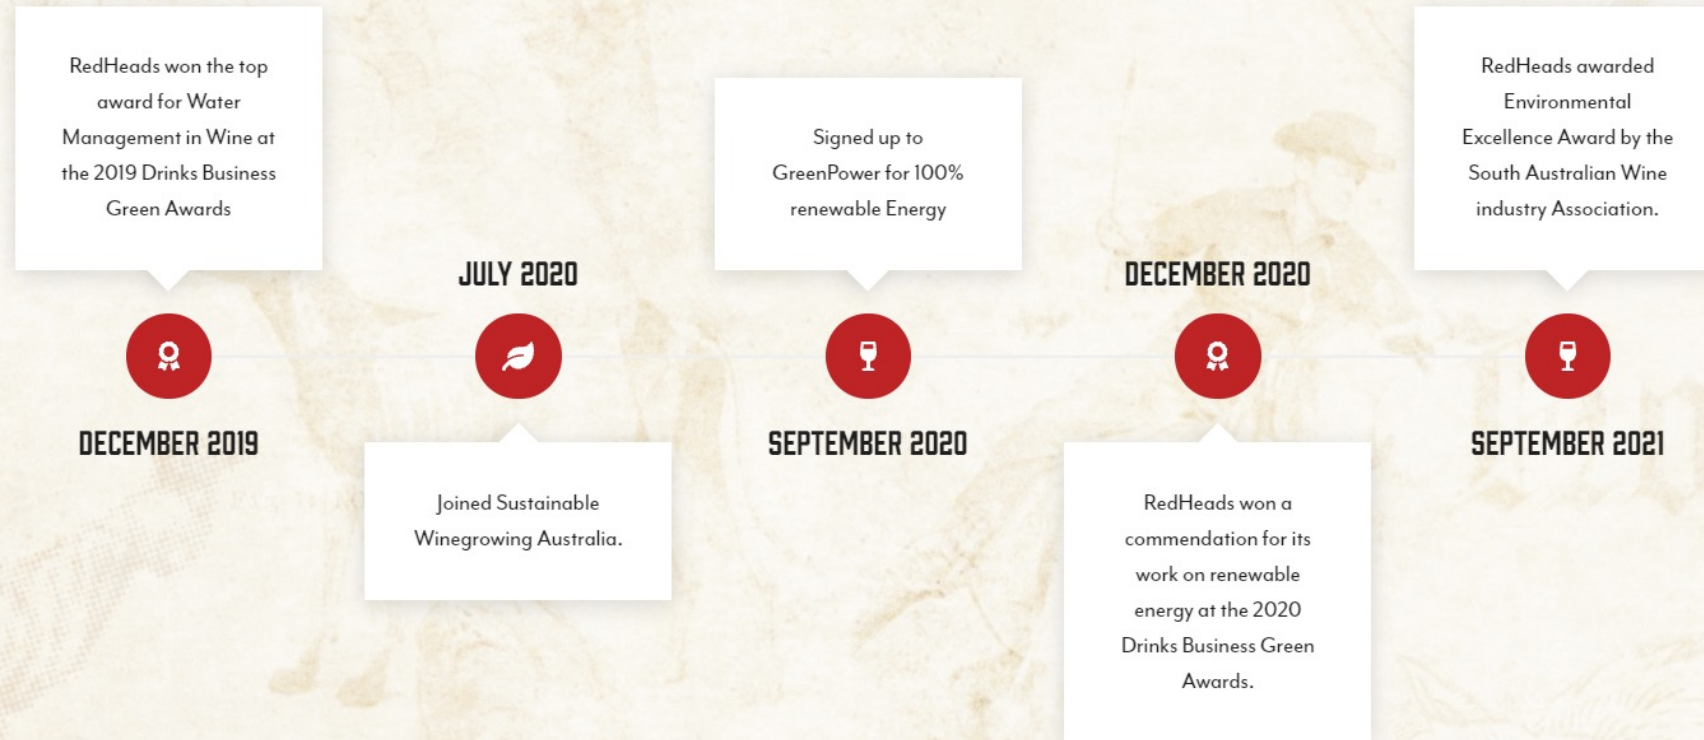 RedHeads won the top
award for Water
Management in Wine at
the 2019 Drinks Business
Green Awards
DECEMBER 2019
JULY 2020
Joined Sustainable
Winegrowing Australia.
Signed up to
GreenPower for 100%
renewable Energy
SEPTEMBER 2020
DECEMBER 2020
RedHeads won a
commendation for its
work on renewable
energy at the 2020
Drinks Business Green
Awards.
RedHeads awarded
Environmental
Excellence Award by the
South Australian Wine
industry Association.
SEPTEMBER 2021